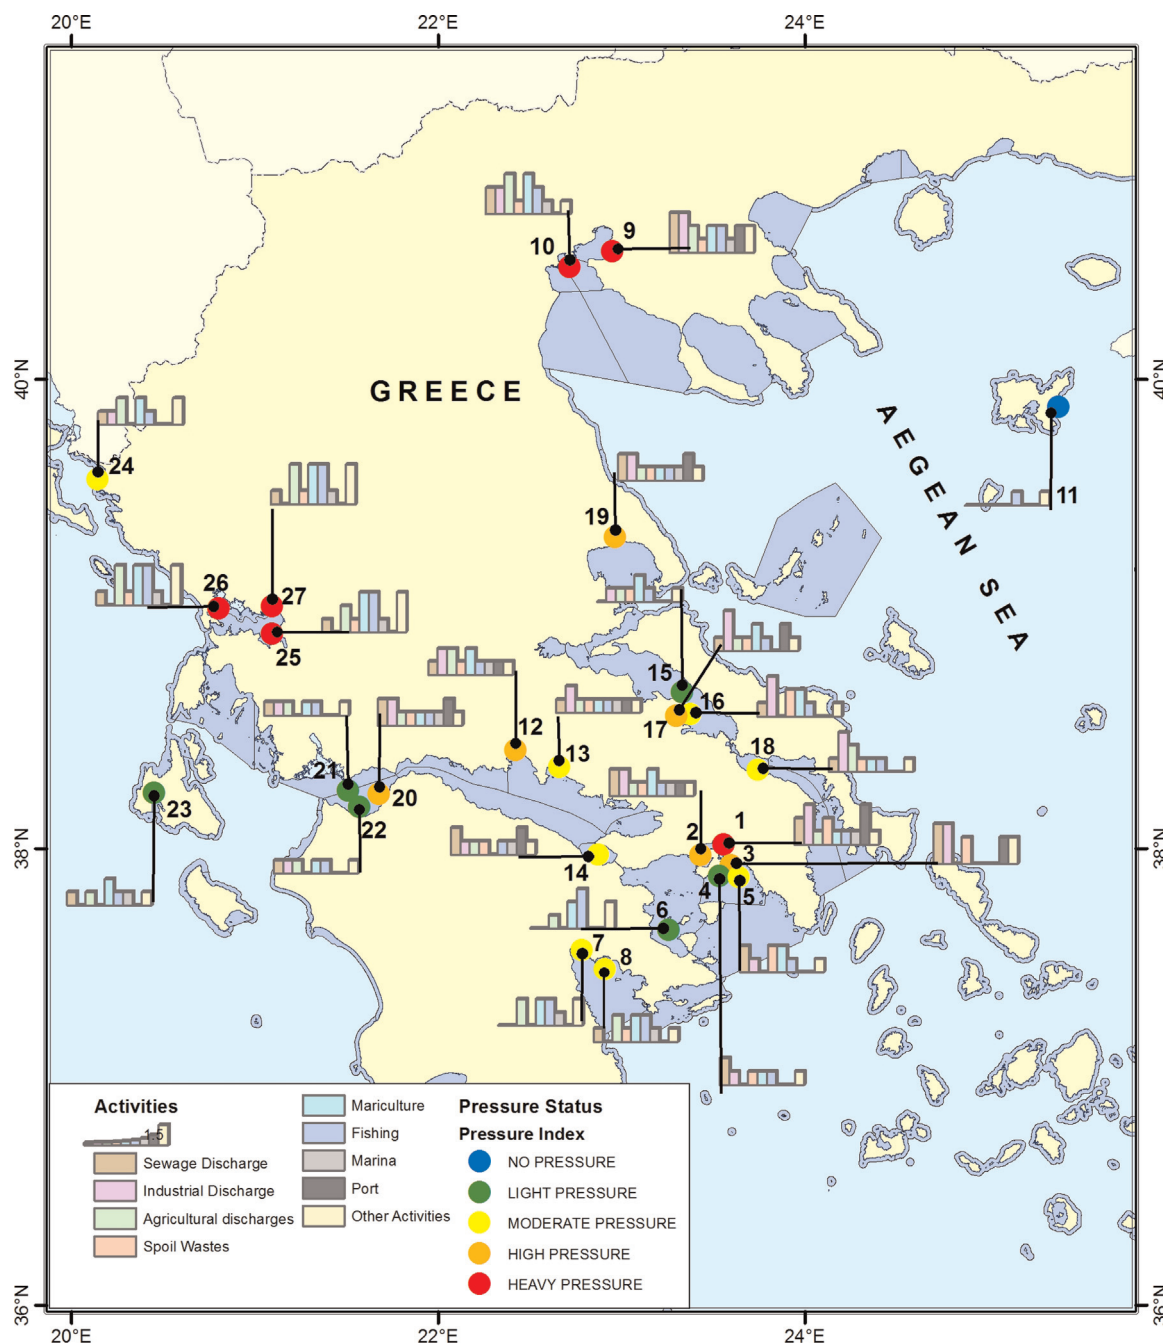 20°E 22°E 24°E
10
9
40°N 40°N
GREECE
AEGEAN SEA
24
11
19
26
27
25
15
16
17
12
13
18
21
20
22
23
2
1
3
14
4
5
6
7
8
38°N 38°N
Activities
1.5
Sewage Discharge
Industrial Discharge
Agricultural discharges
Spoil Wastes
Mariculture
Fishing
Marina
Port
Other Activities
Pressure Status
Pressure Index
NO PRESSURE
LIGHT PRESSURE
MODERATE PRESSURE
HIGH PRESSURE
HEAVY PRESSURE
36°N 36°N
20°E 22°E 24°E